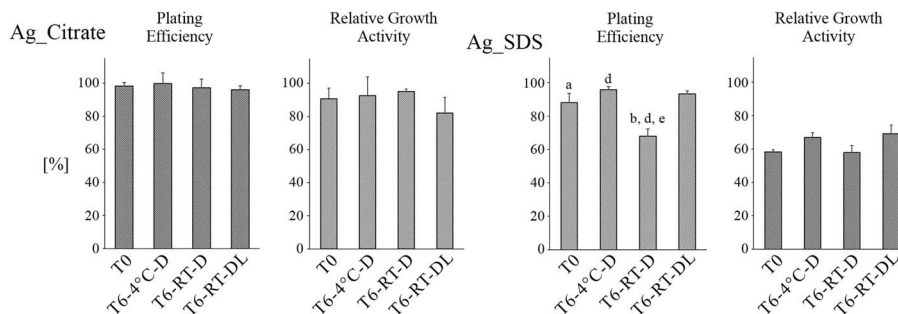 Ag_Citrate
Plating
Efficiency
Relative Growth
Activity
Ag_SDS
Plating
Efficiency
Relative Growth
Activity
[%]
100
80
60
40
20
0
T0
T6-4°C-D
T6-RT-D
T6-RT-DL
100
80
60
40
20
0
T0
T6-4°C-D
T6-RT-D
T6-RT-DL
100
80
60
40
20
0
a
d
b, d, e
T0
T6-4°C-D
T6-RT-D
T6-RT-DL
100
80
60
40
20
0
T0
T6-4°C-D
T6-RT-D
T6-RT-DL